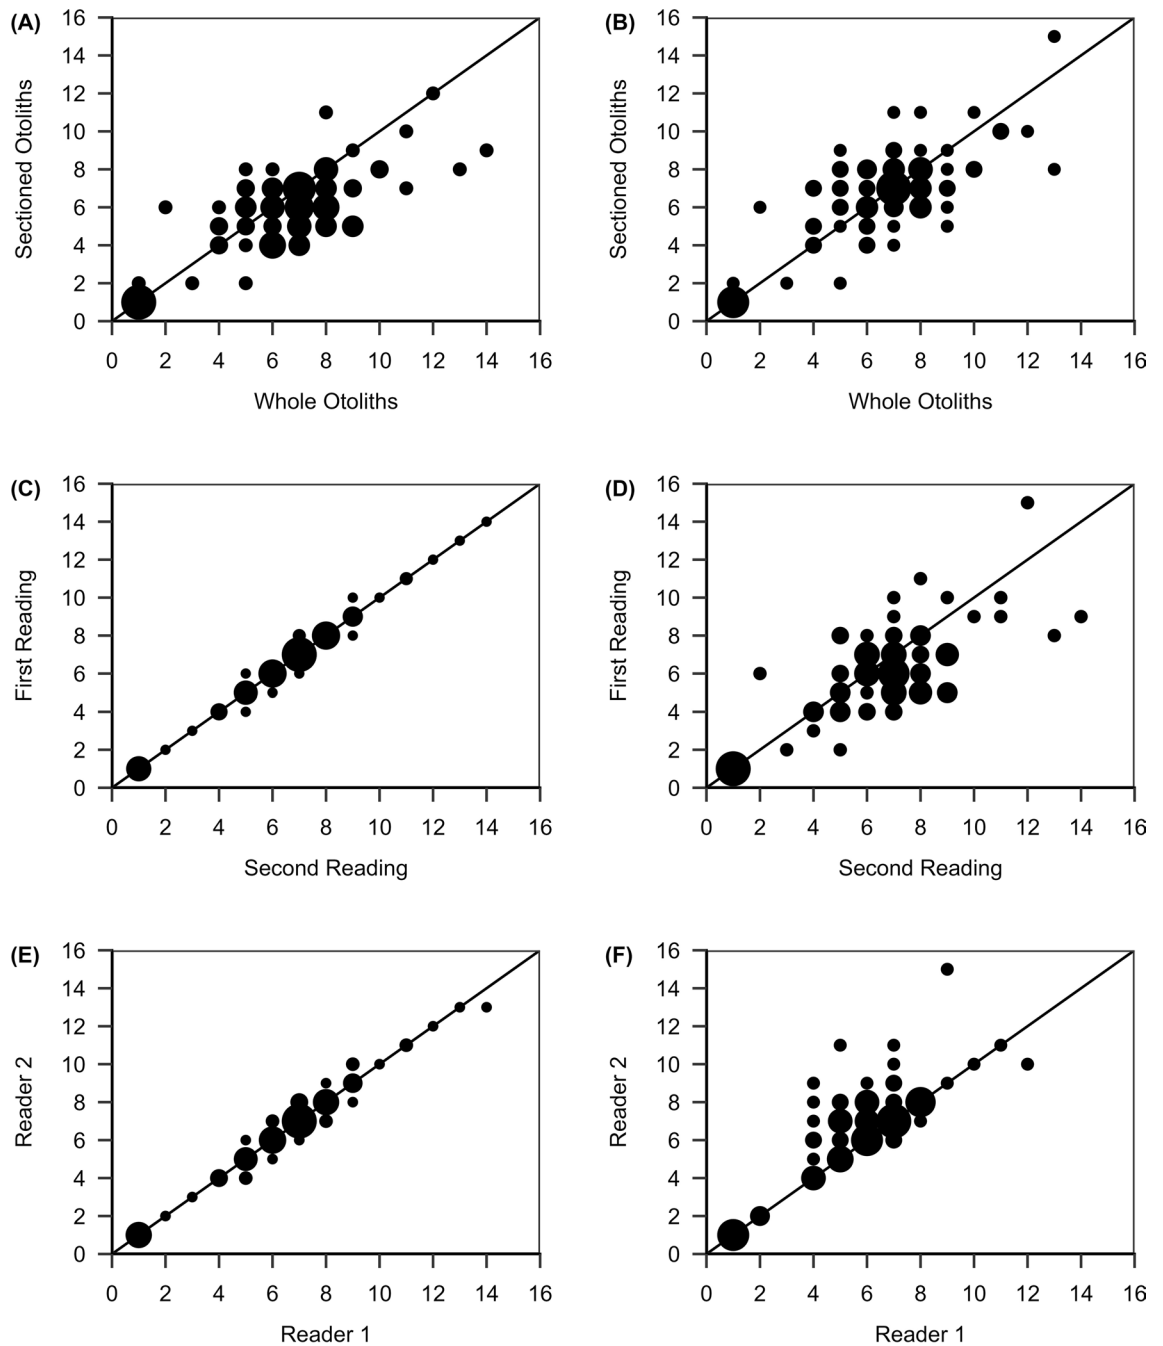 (A)
16
14
12
10
8
6
4
2
0
Sectioned Otoliths
0 2 4 6 8 10 12 14 16
Whole Otoliths
(B)
16
14
12
10
8
6
4
2
0
Sectioned Otoliths
0 2 4 6 8 10 12 14 16
Whole Otoliths
(C)
16
14
12
10
8
6
4
2
0
First Reading
0 2 4 6 8 10 12 14 16
Second Reading
(D)
16
14
12
10
8
6
4
2
0
First Reading
0 2 4 6 8 10 12 14 16
Second Reading
(E)
16
14
12
10
8
6
4
2
0
Reader 2
0 2 4 6 8 10 12 14 16
Reader 1
(F)
16
14
12
10
8
6
4
2
0
Reader 2
0 2 4 6 8 10 12 14 16
Reader 1